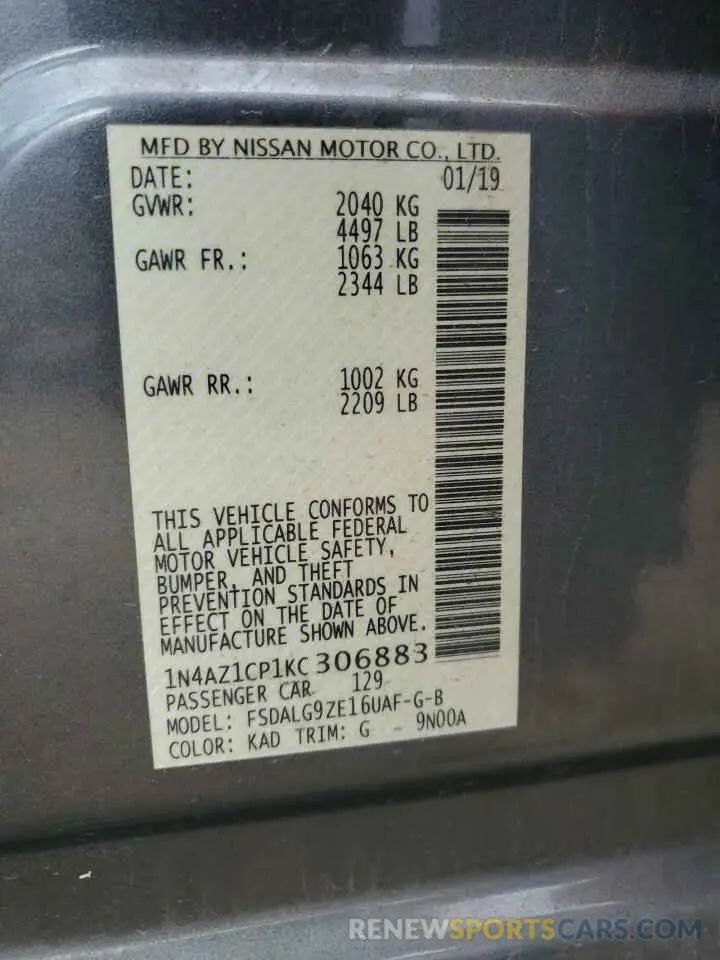 MFD BY NISSAN MOTOR CO., LTD.
DATE: 01/19
GVWR: 2040 KG
4497 LB
GAWR FR.: 1063 KG
2344 LB
GAWR RR.: 1002 KG
2209 LB
THIS VEHICLE CONFORMS TO
ALL APPLICABLE FEDERAL
MOTOR VEHICLE SAFETY,
BUMPER, AND THEFT
PREVENTION STANDARDS IN
EFFECT ON THE DATE OF
MANUFACTURE SHOWN ABOVE.
1N4AZ1CP1KC306883
PASSENGER CAR 129
MODEL: FSDALG9ZE16UAF-G-B
COLOR: KAD TRIM: G - 9N00A
RENEWSPORTSCARS.COM